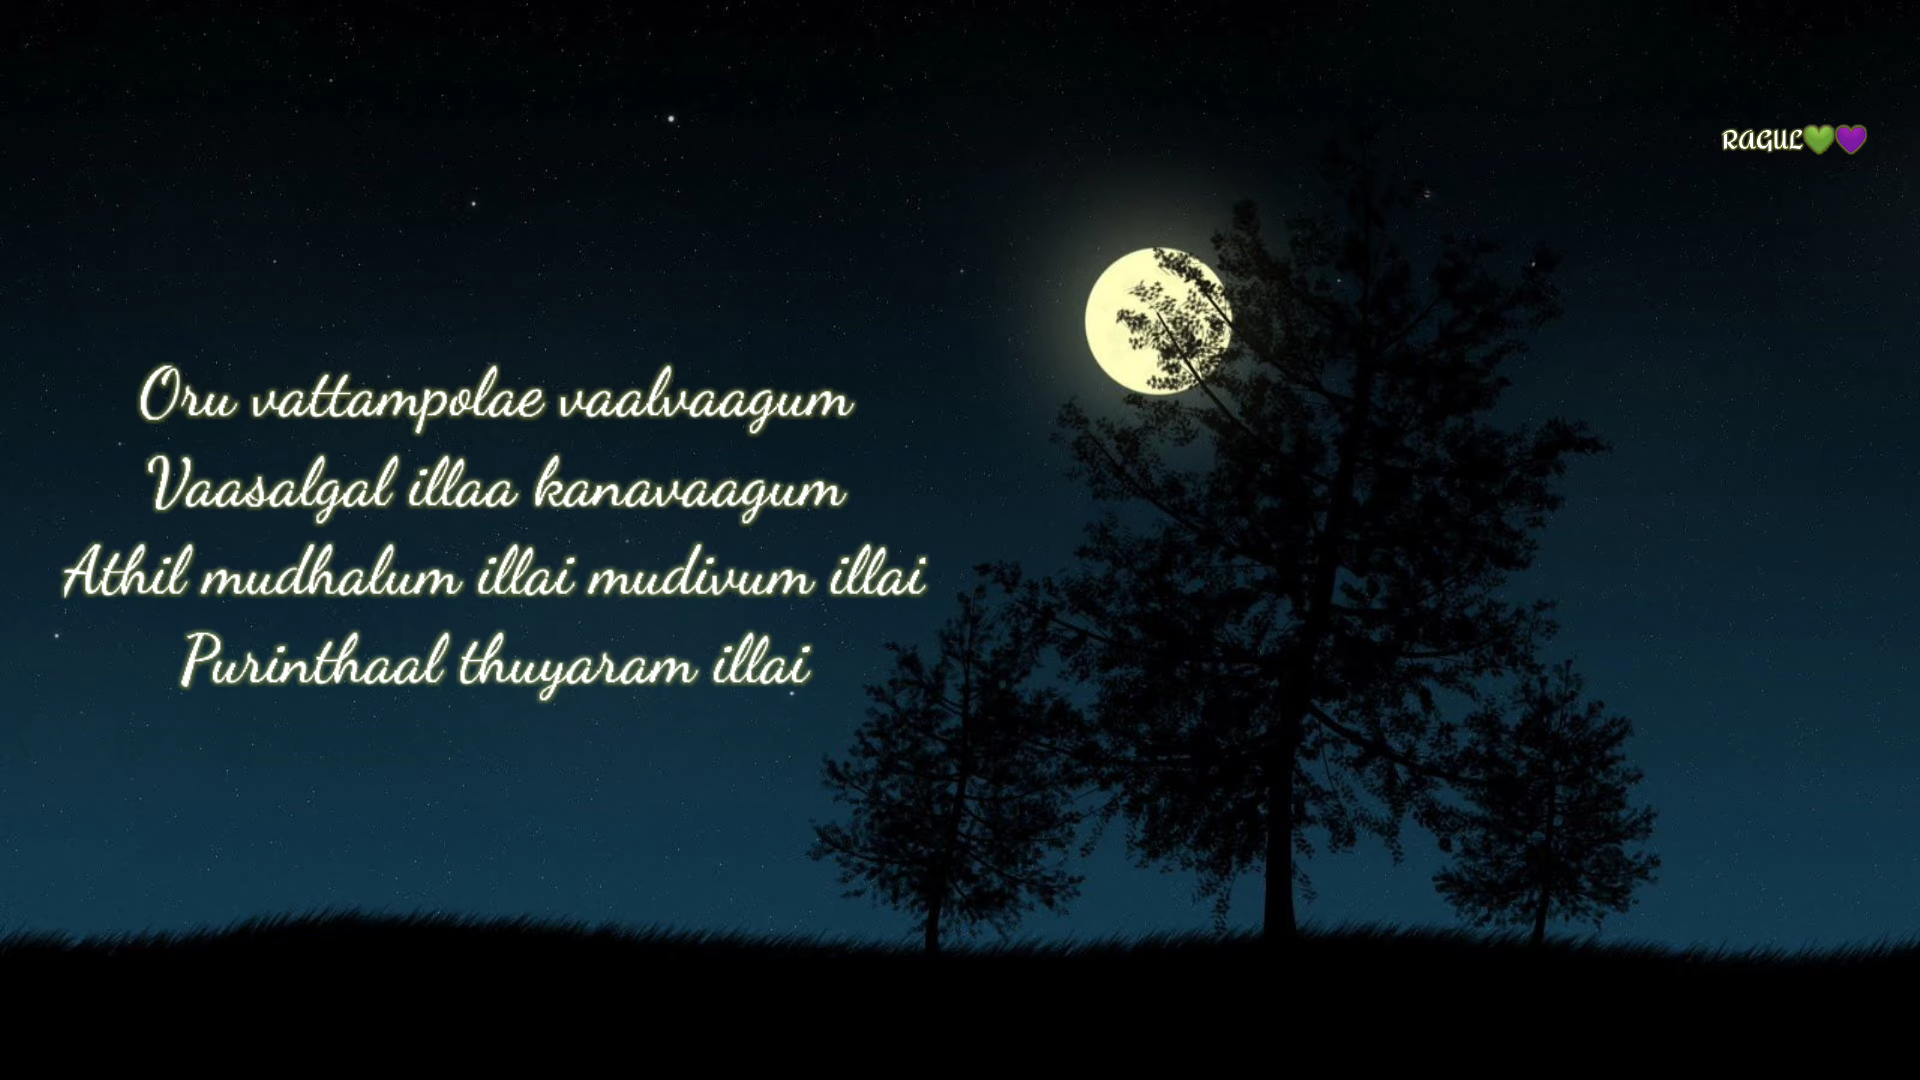 RAGUL💚💜
Oru vattampolae vaalvaagum
Vaasalgal illaa kanavaagum
Athil mudhalum illai mudivum illai
Purinthaal thuyaram illai